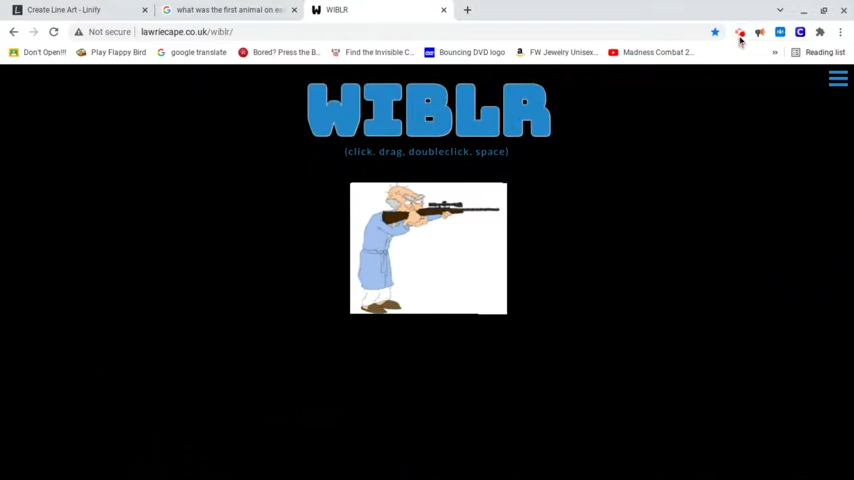 Create Line Art - Linify
what was the first animal on ea
WIBLR
Not secure
lawriecape.co.uk/wiblr/
Don't Open!!!
Play Flappy Bird
google translate
Bored? Press the B...
Find the Invisible C...
Bouncing DVD logo
FW Jewelry Unisex...
Madness Combat 2...
Reading list
WIBLR
(click, drag, doubleclick, space)